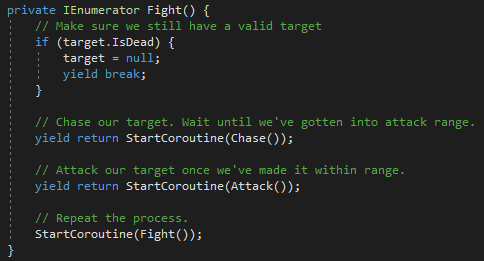 private IEnumerator Fight() {
    // Make sure we still have a valid target
    if (target.IsDead) {
        target = null;
        yield break;
    }

    // Chase our target. Wait until we've gotten into attack range.
    yield return StartCoroutine(Chase());

    // Attack our target once we've made it within range.
    yield return StartCoroutine(Attack());

    // Repeat the process.
    StartCoroutine(Fight());
}